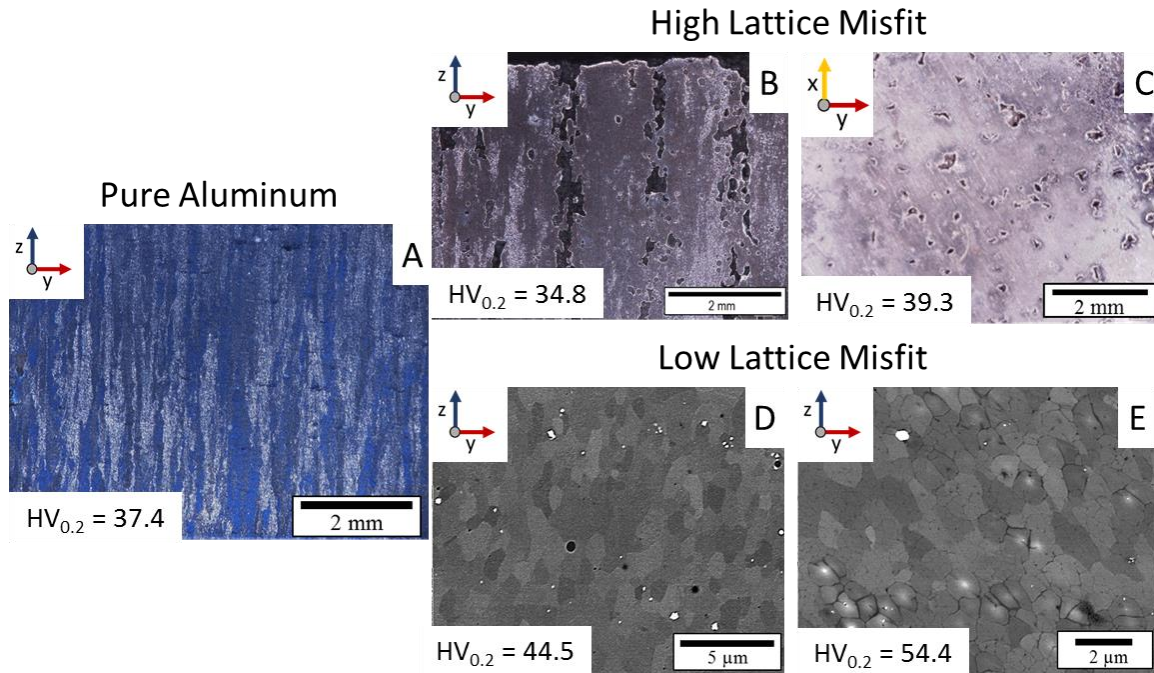 High Lattice Misfit
z
y
B
2 mm
HV0.2 = 34.8
x
y
C
2 mm
HV0.2 = 39.3
Pure Aluminum
z
y
A
2 mm
HV0.2 = 37.4
Low Lattice Misfit
z
y
D
5 μm
HV0.2 = 44.5
z
y
E
2 μm
HV0.2 = 54.4